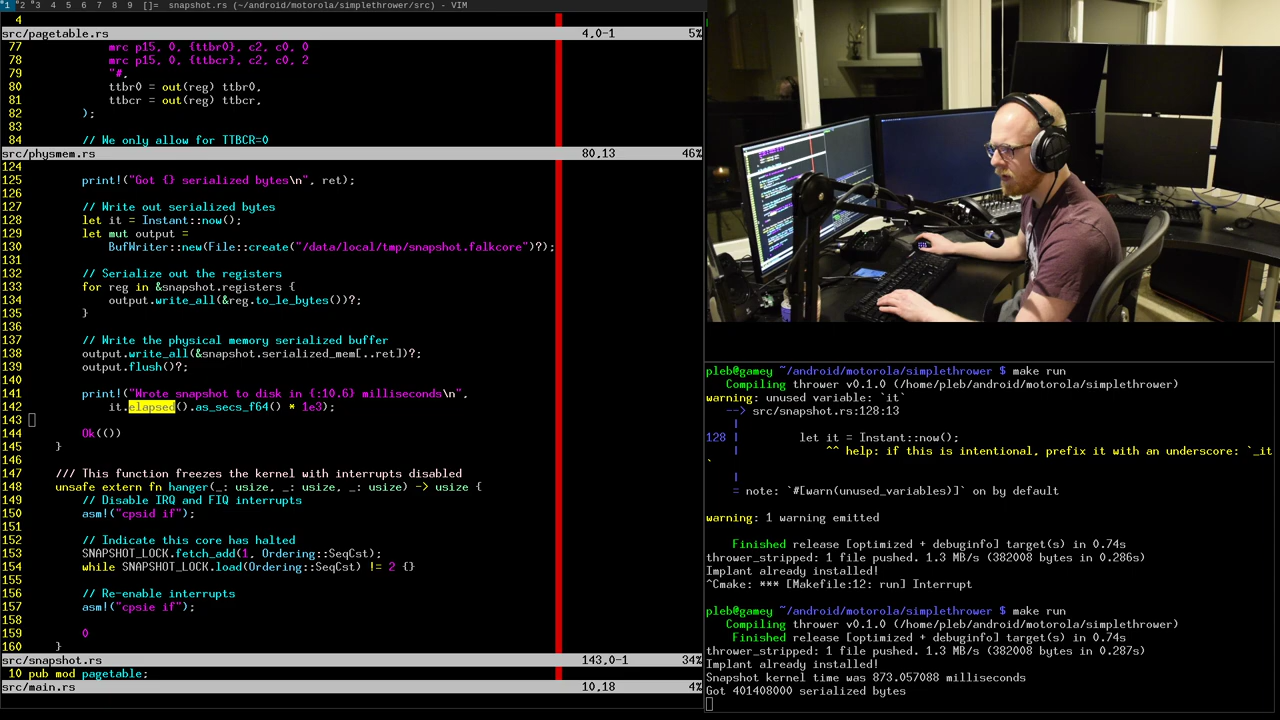 1 2 3 4 5 6 7 8 9 []= snapshot.rs (~/android/motorola/simplethrower/src) - VIM
4
src/pagetable.rs 4,0-1 5%
77 mrc p15, 0, {ttbr0}, c2, c0, 0
78 mrc p15, 0, {ttbcr}, c2, c0, 2
79 "#,
80 ttbr0 = out(reg) ttbr0,
81 ttbcr = out(reg) ttbcr,
82 );
83
84 // We only allow for TTBCR=0
src/physmem.rs 80,13 46%
124
125 print!("Got {} serialized bytes\n", ret);
126
127 // Write out serialized bytes
128 let it = Instant::now();
129 let mut output =
130 BufWriter::new(File::create("/data/local/tmp/snapshot.falkcore")?);
131
132 // Serialize out the registers
133 for reg in &snapshot.registers {
134 output.write_all(&reg.to_le_bytes())?;
135 }
136
137 // Write the physical memory serialized buffer
138 output.write_all(&snapshot.serialized_mem[..ret])?;
139 output.flush()?;
140
141 print!("Wrote snapshot to disk in {:10.6} milliseconds\n",
142 it.elapsed().as_secs_f64() * 1e3);
143
144 Ok(())
145 }
146
147 /// This function freezes the kernel with interrupts disabled
148 unsafe extern fn hanger(_: usize, _: usize, _: usize) -> usize {
149 // Disable IRQ and FIQ interrupts
150 asm!("cpsid if");
151
152 // Indicate this core has halted
153 SNAPSHOT_LOCK.fetch_add(1, Ordering::SeqCst);
154 while SNAPSHOT_LOCK.load(Ordering::SeqCst) != 2 {}
155
156 // Re-enable interrupts
157 asm!("cpsie if");
158
159 0
160 }
src/snapshot.rs 143,0-1 34%
10 pub mod pagetable;
src/main.rs 10,18 4%
pleb@gamey ~/android/motorola/simplethrower $ make run
Compiling thrower v0.1.0 (/home/pleb/android/motorola/simplethrower)
warning: unused variable: `it`
--> src/snapshot.rs:128:13
|
128 | let it = Instant::now();
| ^^ help: if this is intentional, prefix it with an underscore: `_it
`
|
= note: `#[warn(unused_variables)]` on by default
warning: 1 warning emitted
Finished release [optimized + debuginfo] target(s) in 0.74s
thrower_stripped: 1 file pushed. 1.3 MB/s (382008 bytes in 0.286s)
Implant already installed!
^Cmake: *** [Makefile:12: run] Interrupt
pleb@gamey ~/android/motorola/simplethrower $ make run
Compiling thrower v0.1.0 (/home/pleb/android/motorola/simplethrower)
Finished release [optimized + debuginfo] target(s) in 0.74s
thrower_stripped: 1 file pushed. 1.3 MB/s (382008 bytes in 0.287s)
Implant already installed!
Snapshot kernel time was 873.057088 milliseconds
Got 401408000 serialized bytes